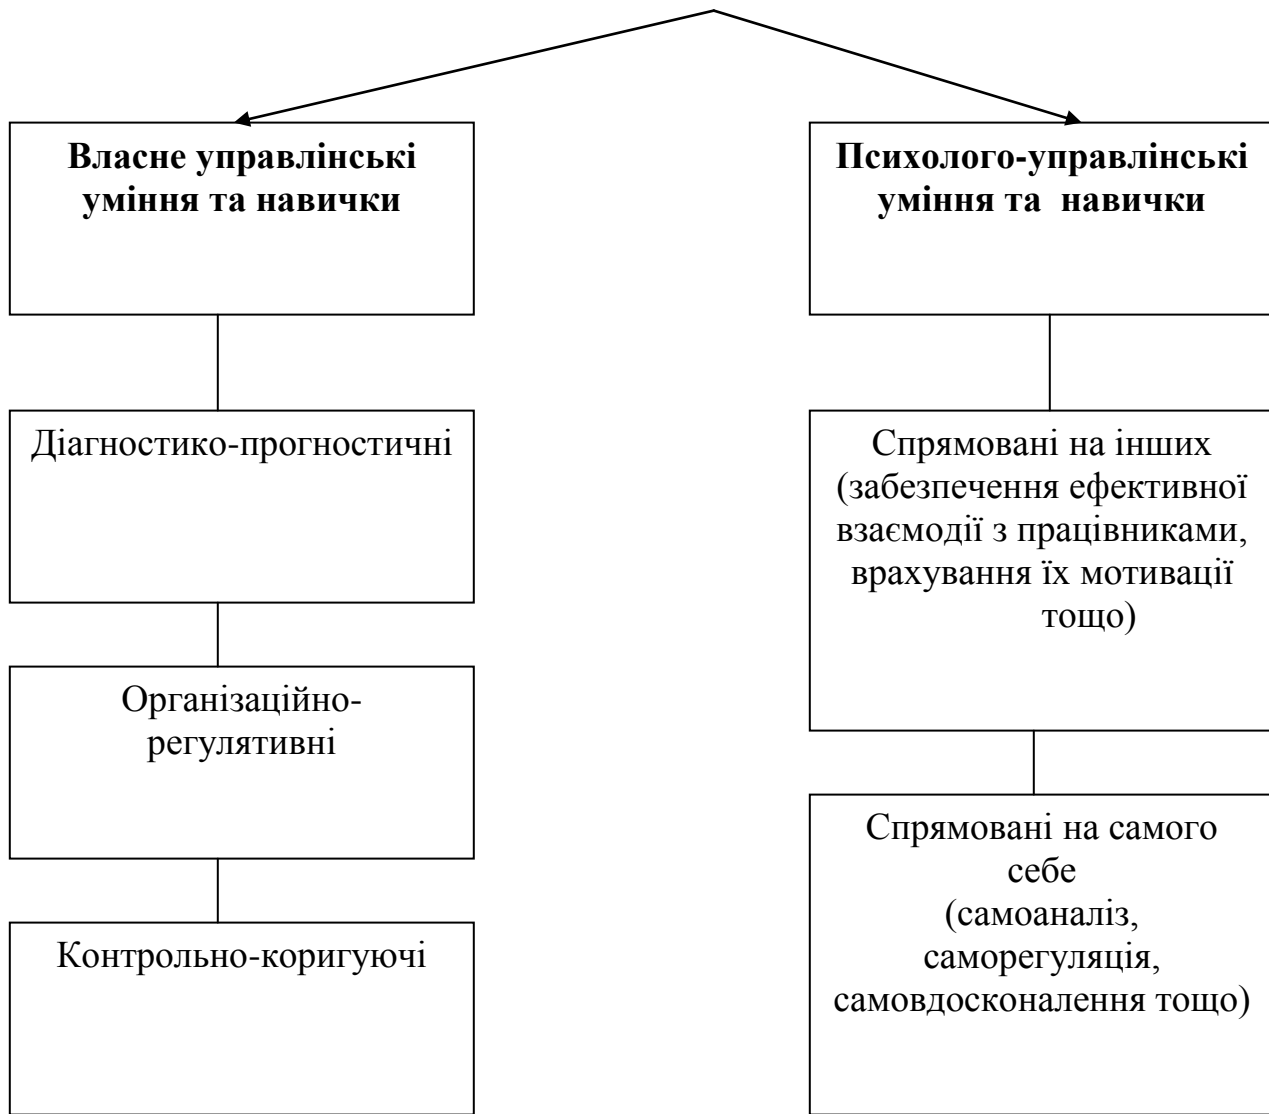 Власне управлінські
уміння та навички
Діагностико-прогностичні
Організаційно-
регулятивні
Контрольно-коригуючі
Психолого-управлінські
уміння та навички
Спрямовані на інших
(забезпечення ефективної
взаємодії з працівниками,
врахування їх мотивації
тощо)
Спрямовані на самого
себе
(самоаналіз,
саморегуляція,
самовдосконалення тощо)